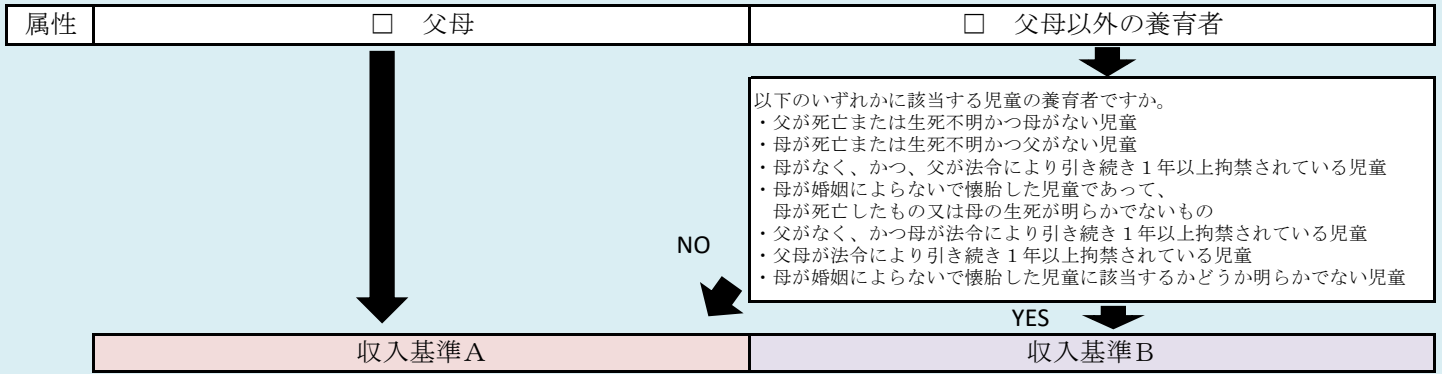 属性
□ 父母
□ 父母以外の養育者
以下のいずれかに該当する児童の養育者ですか。
・父が死亡または生死不明かつ母がない児童
・母が死亡または生死不明かつ父がない児童
・母がなく、かつ、父が法令により引き続き１年以上拘禁されている児童
・母が婚姻によらないで懐胎した児童であって、
母が死亡したもの又は母の生死が明らかでないもの
・父がなく、かつ母が法令により引き続き１年以上拘禁されている児童
・父母が法令により引き続き１年以上拘禁されている児童
・母が婚姻によらないで懐胎した児童に該当するかどうか明らかでない児童
NO
YES
収入基準Ａ
収入基準Ｂ